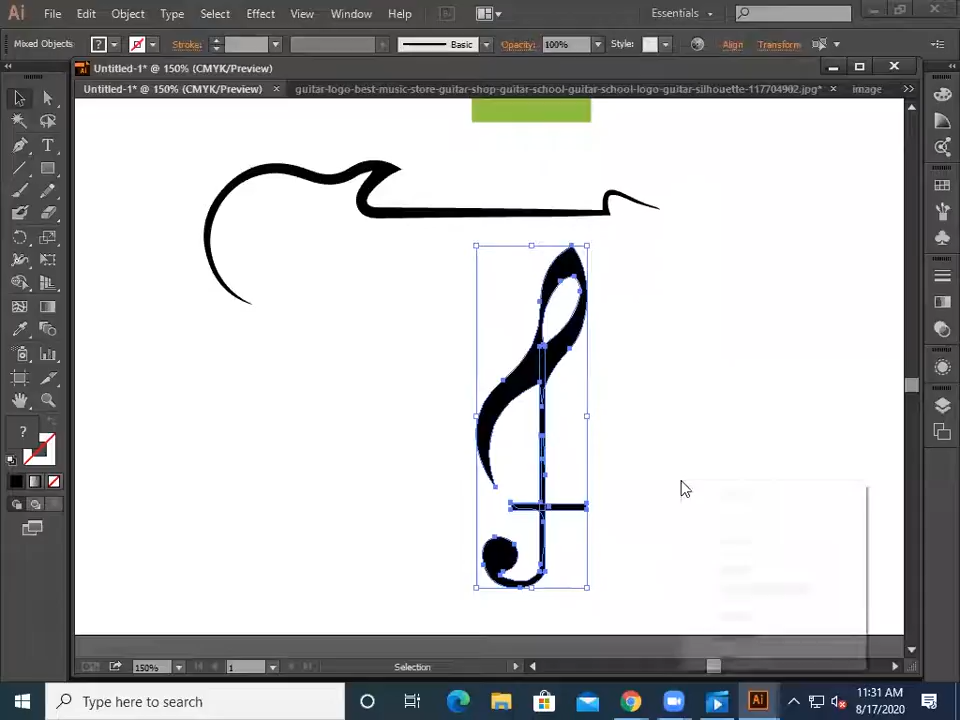 Ai File Edit Object Type Select Effect View Window Help Br Essentials
Mixed Objects ? Stroke: Basic Opacity: 100% Style: Align Transform
Untitled-1* @ 150% (CMYK/Preview)
Untitled-1* @ 150% (CMYK/Preview) × guitar-logo-best-music-store-guitar-shop-guitar-school-guitar-school-logo-guitar-silhouette-117704902.jpg* × image
T
?
150% 1 Selection
Type here to search
Ai
11:31 AM
8/17/2020